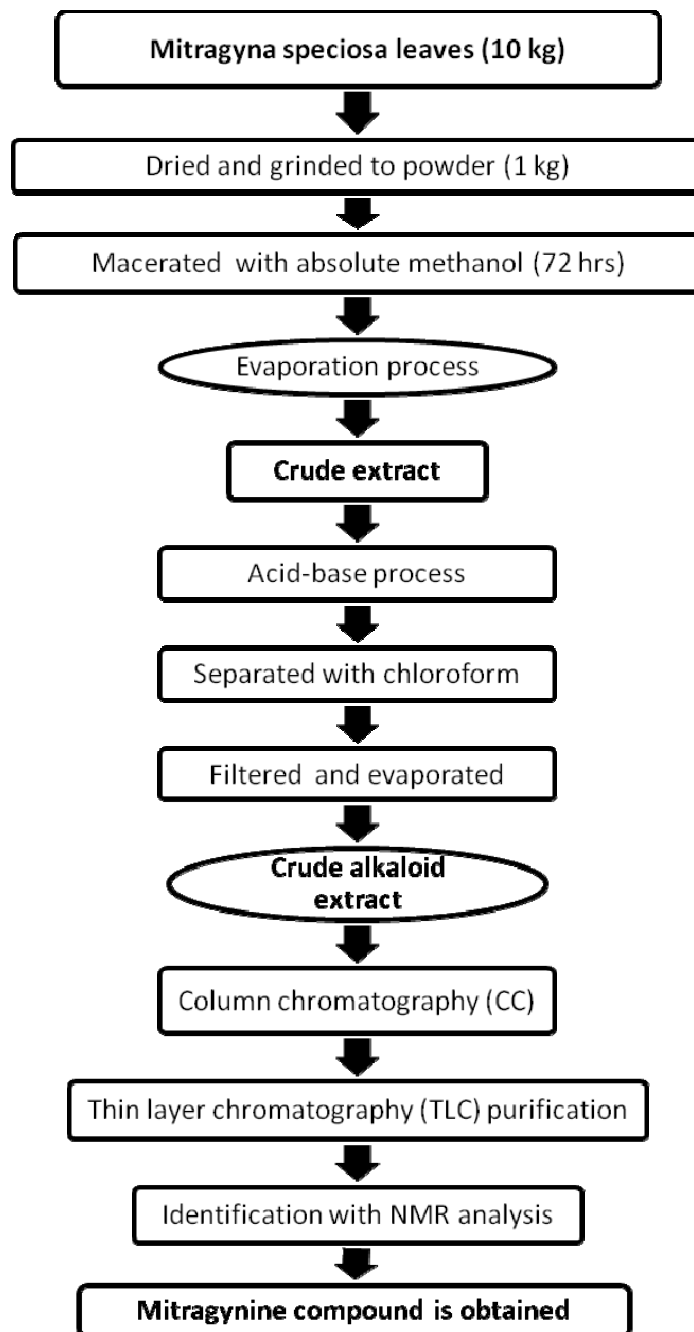 Mitragyna speciosa leaves (10 kg)
Dried and grinded to powder (1 kg)
Macerated with absolute methanol (72 hrs)
Evaporation process
Crude extract
Acid-base process
Separated with chloroform
Filtered and evaporated
Crude alkaloid
extract
Column chromatography (CC)
Thin layer chromatography (TLC) purification
Identification with NMR analysis
Mitragynine compound is obtained